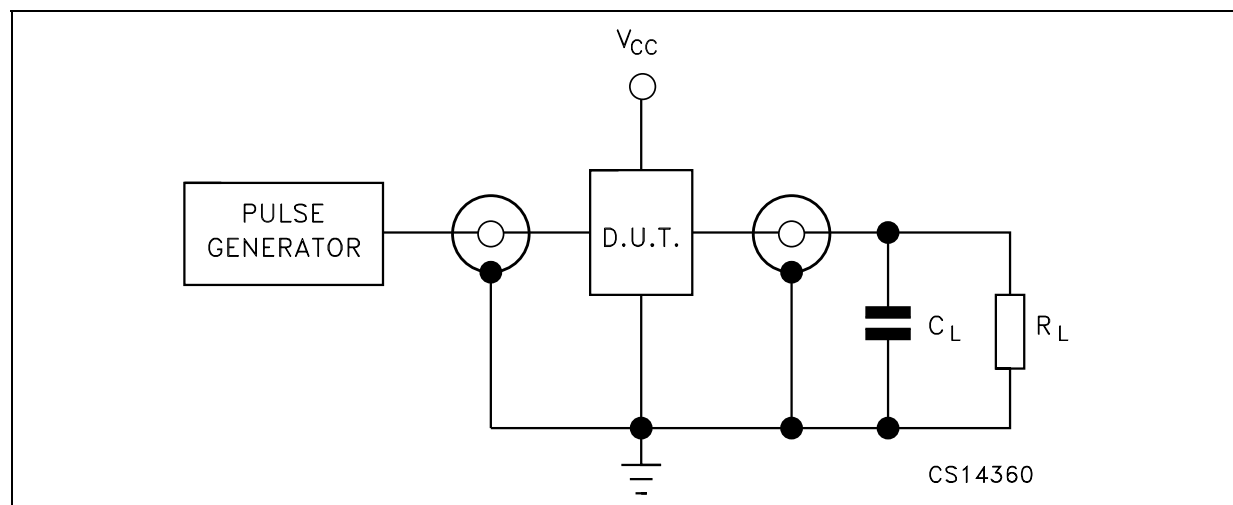 VCC
PULSE
GENERATOR
D.U.T.
CL
RL
CS14360